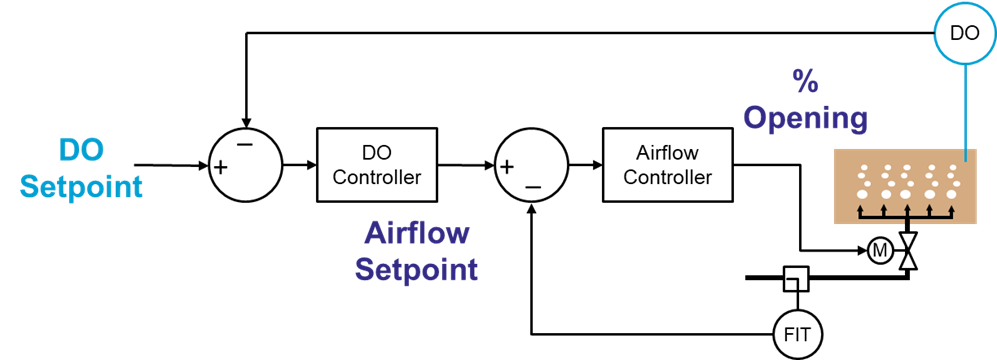 DO
%
Opening
DO
Setpoint
−
+
DO
Controller
+
−
Airflow
Controller
Airflow
Setpoint
M
FIT